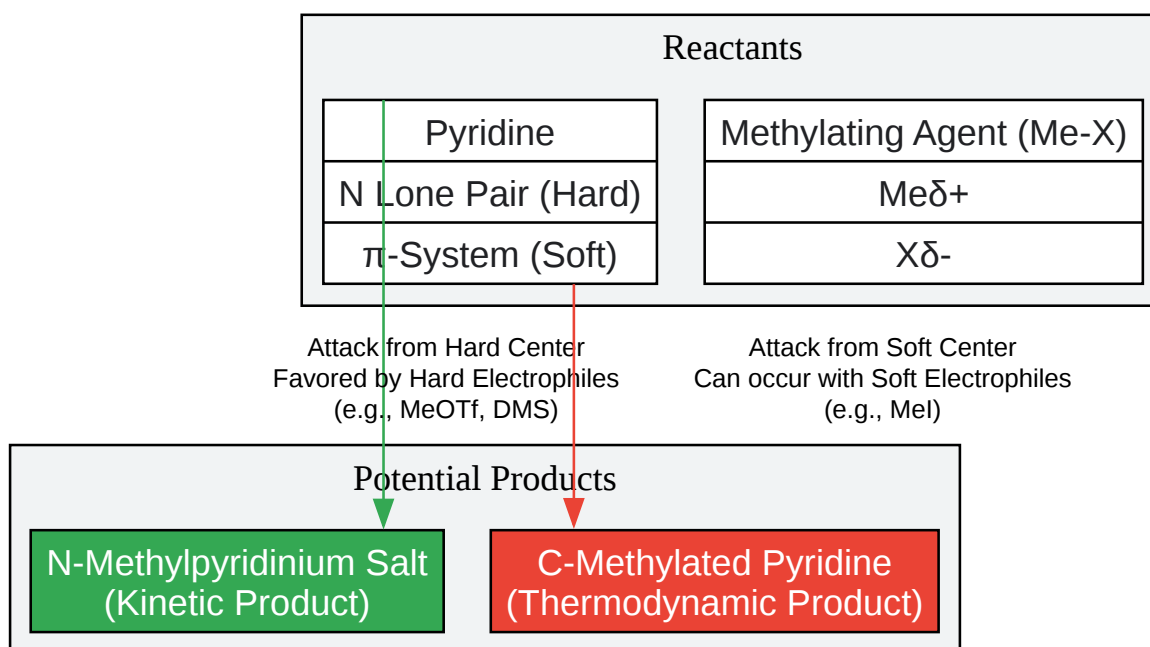 Reactants
Pyridine
N Lone Pair (Hard)
π-System (Soft)
Methylating Agent (Me-X)
Meδ+
Xδ-
Attack from Hard Center
Favored by Hard Electrophiles
(e.g., MeOTf, DMS)
Attack from Soft Center
Can occur with Soft Electrophiles
(e.g., MeI)
Potential Products
N-Methylpyridinium Salt
(Kinetic Product)
C-Methylated Pyridine
(Thermodynamic Product)